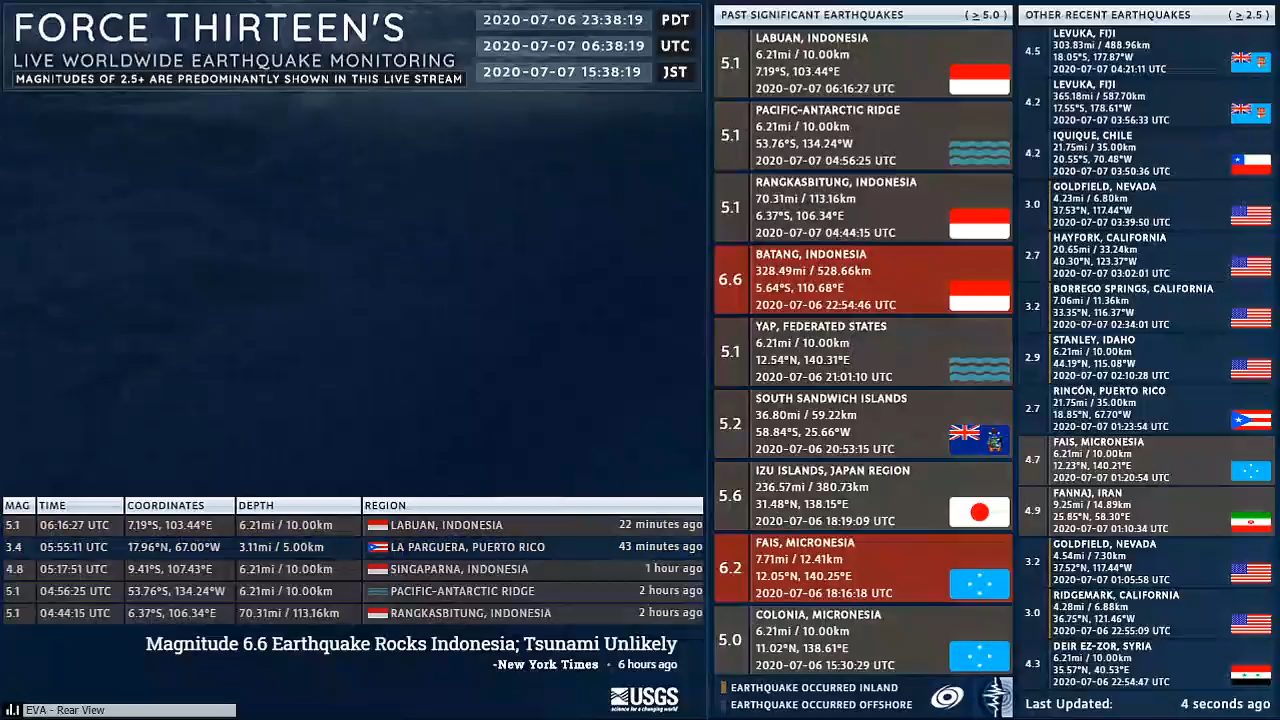 FORCE THIRTEEN'S
LIVE WORLDWIDE EARTHQUAKE MONITORING
MAGNITUDES OF 2.5+ ARE PREDOMINANTLY SHOWN IN THIS LIVE STREAM
2020-07-06 23:38:19 PDT
2020-07-07 06:38:19 UTC
2020-07-07 15:38:19 JST
MAG TIME COORDINATES DEPTH REGION
5.1 06:16:27 UTC 7.19°S, 103.44°E 6.21mi / 10.00km LABUAN, INDONESIA 22 minutes ago
3.4 05:55:11 UTC 17.96°N, 67.00°W 3.11mi / 5.00km LA PARGUERA, PUERTO RICO 43 minutes ago
4.8 05:17:51 UTC 9.41°S, 107.43°E 6.21mi / 10.00km SINGAPARNA, INDONESIA 1 hour ago
5.1 04:56:25 UTC 53.76°S, 134.24°W 6.21mi / 10.00km PACIFIC-ANTARCTIC RIDGE 2 hours ago
5.1 04:44:15 UTC 6.37°S, 106.34°E 70.31mi / 113.16km RANGKASBITUNG, INDONESIA 2 hours ago
Magnitude 6.6 Earthquake Rocks Indonesia; Tsunami Unlikely
-New York Times • 6 hours ago
USGS
science for a changing world
EVA - Rear View
PAST SIGNIFICANT EARTHQUAKES (≥ 5.0)
5.1
LABUAN, INDONESIA
6.21mi / 10.00km
7.19°S, 103.44°E
2020-07-07 06:16:27 UTC
5.1
PACIFIC-ANTARCTIC RIDGE
6.21mi / 10.00km
53.76°S, 134.24°W
2020-07-07 04:56:25 UTC
5.1
RANGKASBITUNG, INDONESIA
70.31mi / 113.16km
6.37°S, 106.34°E
2020-07-07 04:44:15 UTC
6.6
BATANG, INDONESIA
328.49mi / 528.66km
5.64°S, 110.68°E
2020-07-06 22:54:46 UTC
5.1
YAP, FEDERATED STATES
6.21mi / 10.00km
12.54°N, 140.31°E
2020-07-06 21:01:10 UTC
5.2
SOUTH SANDWICH ISLANDS
36.80mi / 59.22km
58.84°S, 25.66°W
2020-07-06 20:53:15 UTC
5.6
IZU ISLANDS, JAPAN REGION
236.57mi / 380.73km
31.48°N, 138.15°E
2020-07-06 18:19:09 UTC
6.2
FAIS, MICRONESIA
7.71mi / 12.41km
12.05°N, 140.25°E
2020-07-06 18:16:18 UTC
5.0
COLONIA, MICRONESIA
6.21mi / 10.00km
11.02°N, 138.61°E
2020-07-06 15:30:29 UTC
EARTHQUAKE OCCURRED INLAND
EARTHQUAKE OCCURRED OFFSHORE
OTHER RECENT EARTHQUAKES (≥ 2.5)
4.5
LEVUKA, FIJI
303.83mi / 488.96km
18.05°S, 177.87°W
2020-07-07 04:21:11 UTC
4.2
LEVUKA, FIJI
365.18mi / 587.70km
17.55°S, 178.61°W
2020-07-07 03:56:33 UTC
4.2
IQUIQUE, CHILE
21.75mi / 35.00km
20.55°S, 70.48°W
2020-07-07 03:50:36 UTC
3.0
GOLDFIELD, NEVADA
4.23mi / 6.80km
37.53°N, 117.44°W
2020-07-07 03:39:50 UTC
2.7
HAYFORK, CALIFORNIA
20.65mi / 33.24km
40.30°N, 123.37°W
2020-07-07 03:02:01 UTC
3.2
BORREGO SPRINGS, CALIFORNIA
7.06mi / 11.36km
33.35°N, 116.37°W
2020-07-07 02:34:01 UTC
2.9
STANLEY, IDAHO
6.21mi / 10.00km
44.19°N, 115.08°W
2020-07-07 02:10:28 UTC
2.7
RINCÓN, PUERTO RICO
21.75mi / 35.00km
18.85°N, 67.70°W
2020-07-07 01:23:54 UTC
4.7
FAIS, MICRONESIA
6.21mi / 10.00km
12.23°N, 140.21°E
2020-07-07 01:20:54 UTC
4.9
FANNAJ, IRAN
9.25mi / 14.89km
25.85°N, 58.30°E
2020-07-07 01:10:34 UTC
3.2
GOLDFIELD, NEVADA
4.54mi / 7.30km
37.52°N, 117.44°W
2020-07-07 01:05:58 UTC
3.0
RIDGEMARK, CALIFORNIA
4.28mi / 6.88km
36.75°N, 121.46°W
2020-07-06 22:55:09 UTC
4.3
DEIR EZ-ZOR, SYRIA
6.21mi / 10.00km
35.57°N, 40.53°E
2020-07-06 22:54:47 UTC
Last Updated: 4 seconds ago